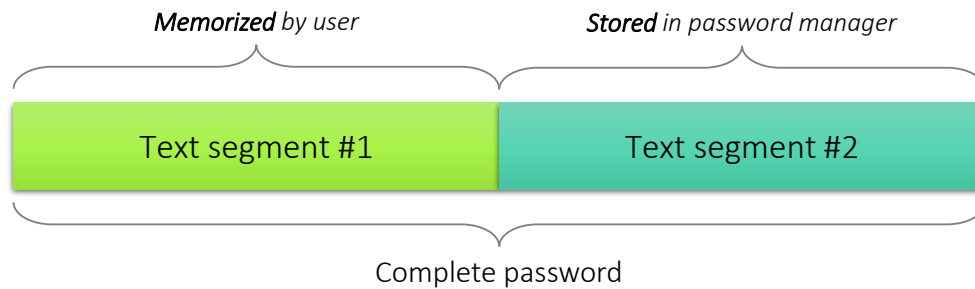 Memorized by user
Stored in password manager
Text segment #1
Text segment #2
Complete password